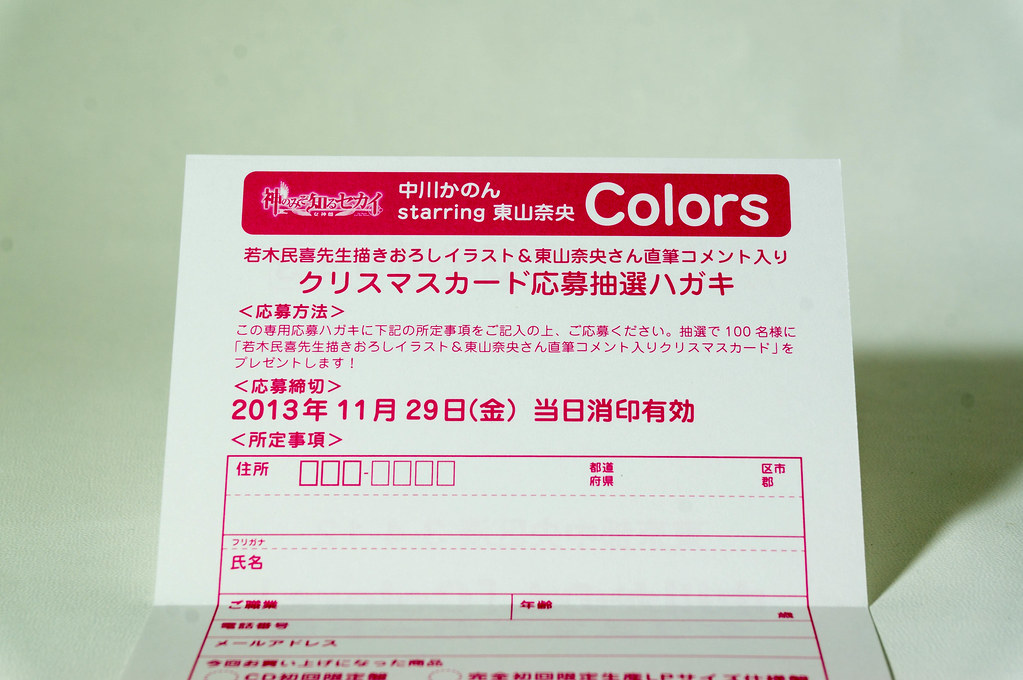 神のみぞ知るセカイ
女神篇
中川かのん
starring 東山奈央
Colors
若木民喜先生描きおろしイラスト&東山奈央さん直筆コメント入り
クリスマスカード応募抽選ハガキ
＜応募方法＞
この専用応募ハガキに下記の所定事項をご記入の上、ご応募ください。抽選で 100 名様に
「若木民喜先生描きおろしイラスト&東山奈央さん直筆コメント入りクリスマスカード」を
プレゼントします！
＜応募締切＞
2013年 11月 29日(金) 当日消印有効
＜所定事項＞
住所 □□□-□□□□ 都道府県 区市郡
フリガナ
氏名
ご職業 年齢 歳
電話番号
メールアドレス
今回お買い上げになった商品
CD初回限定盤 完全初回限定生産LPサイズ仕様盤